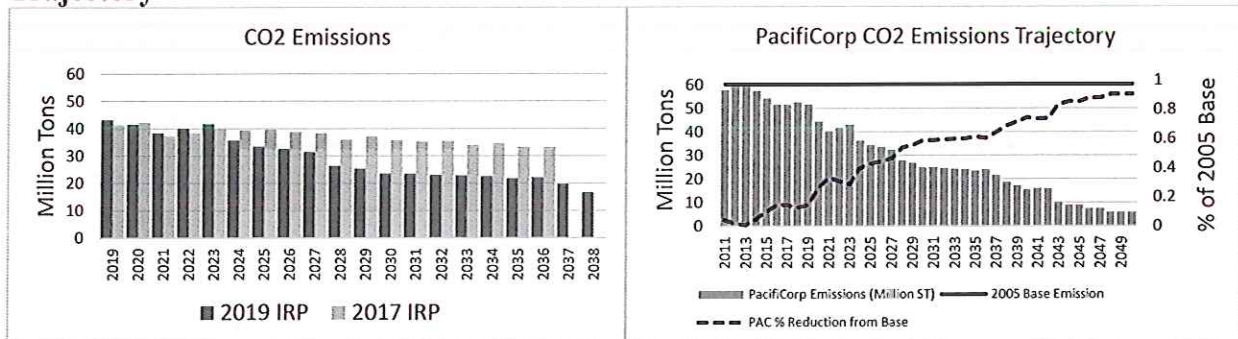 CO2 Emissions
Million Tons
60
50
40
30
20
10
0
2019 2020 2021 2022 2023 2024 2025 2026 2027 2028 2029 2030 2031 2032 2033 2034 2035 2036 2037 2038
2019 IRP 2017 IRP
PacifiCorp CO2 Emissions Trajectory
Million Tons
60
50
40
30
20
10
0
1
0.8
0.6
0.4
0.2
0
% of 2005 Base
2011 2013 2015 2017 2019 2021 2023 2025 2027 2029 2031 2033 2035 2037 2039 2041 2043 2045 2047 2049
PacifiCorp Emissions (Million ST) 2005 Base Emission
PAC % Reduction from Base